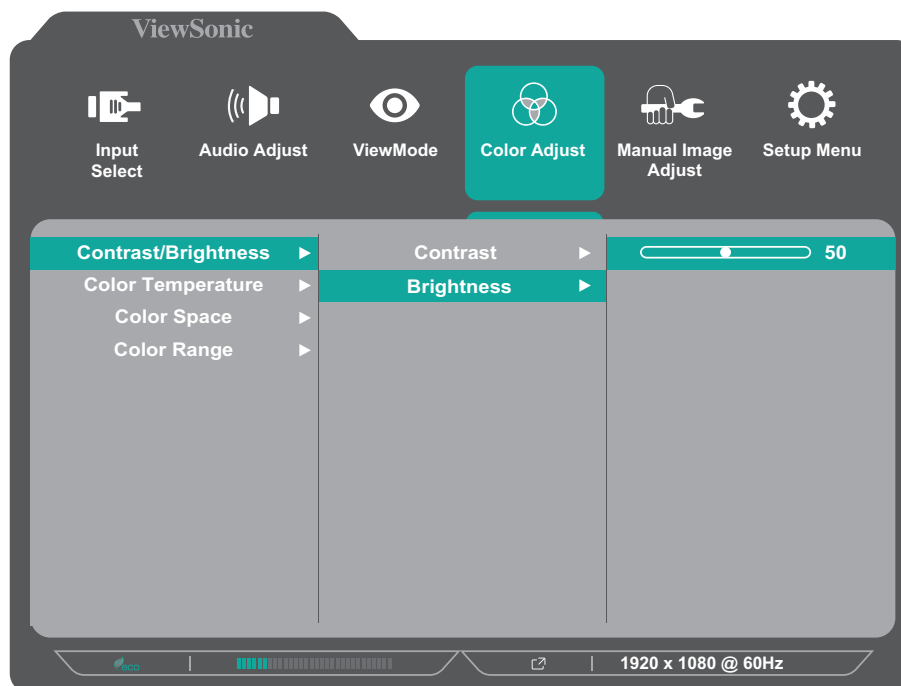 ViewSonic
Input
Select
Audio Adjust
ViewMode
Color Adjust
Manual Image
Adjust
Setup Menu
Contrast/Brightness
Color Temperature
Color Space
Color Range
Contrast
Brightness
50
eco
1920 x 1080 @ 60Hz